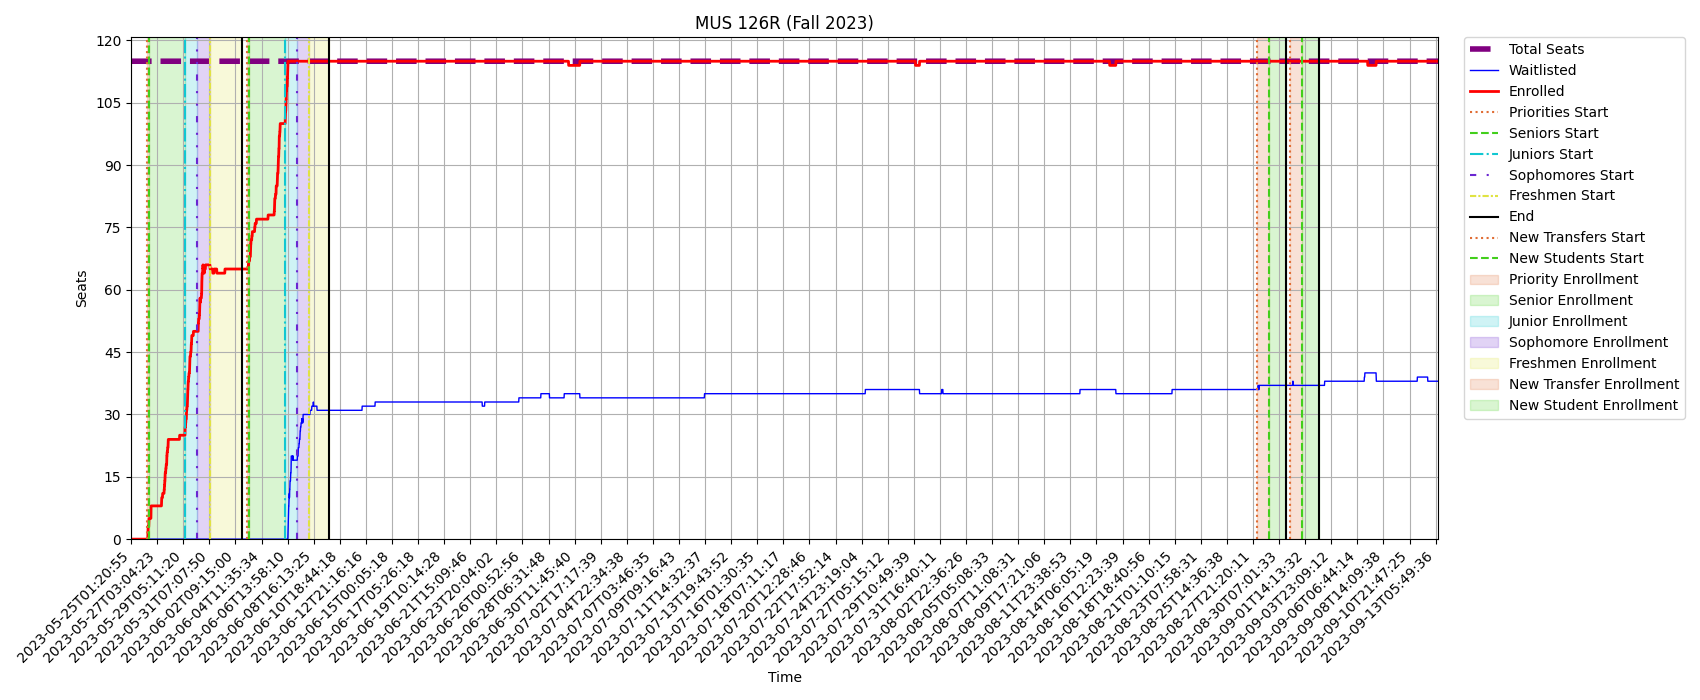 MUS 126R (Fall 2023)
Seats
120
105
90
75
60
45
30
15
0
2023-05-25T01:20:55
2023-05-27T03:04:23
2023-05-29T05:11:20
2023-05-31T07:07:50
2023-06-02T09:15:00
2023-06-04T11:35:34
2023-06-06T13:58:10
2023-06-08T16:13:25
2023-06-10T18:44:18
2023-06-12T21:16:16
2023-06-15T00:05:18
2023-06-17T05:26:18
2023-06-19T10:14:28
2023-06-21T15:09:46
2023-06-23T20:04:02
2023-06-26T00:52:56
2023-06-28T06:31:48
2023-06-30T11:45:40
2023-07-02T17:17:39
2023-07-04T22:34:38
2023-07-07T03:46:35
2023-07-09T09:16:43
2023-07-11T14:32:37
2023-07-13T19:43:52
2023-07-16T01:30:35
2023-07-18T07:11:17
2023-07-20T12:28:46
2023-07-22T17:52:14
2023-07-24T23:19:04
2023-07-27T05:15:12
2023-07-29T10:49:39
2023-07-31T16:40:11
2023-08-02T22:36:26
2023-08-05T05:08:33
2023-08-07T11:08:31
2023-08-09T17:21:06
2023-08-11T23:38:53
2023-08-14T06:05:19
2023-08-16T12:23:39
2023-08-18T18:40:56
2023-08-21T01:10:15
2023-08-23T07:58:31
2023-08-25T14:36:38
2023-08-27T21:20:11
2023-08-30T07:01:33
2023-09-01T14:13:32
2023-09-03T23:09:12
2023-09-06T06:44:14
2023-09-08T14:09:38
2023-09-10T21:47:25
2023-09-13T05:49:36
Time
Total Seats
Waitlisted
Enrolled
Priorities Start
Seniors Start
Juniors Start
Sophomores Start
Freshmen Start
End
New Transfers Start
New Students Start
Priority Enrollment
Senior Enrollment
Junior Enrollment
Sophomore Enrollment
Freshmen Enrollment
New Transfer Enrollment
New Student Enrollment